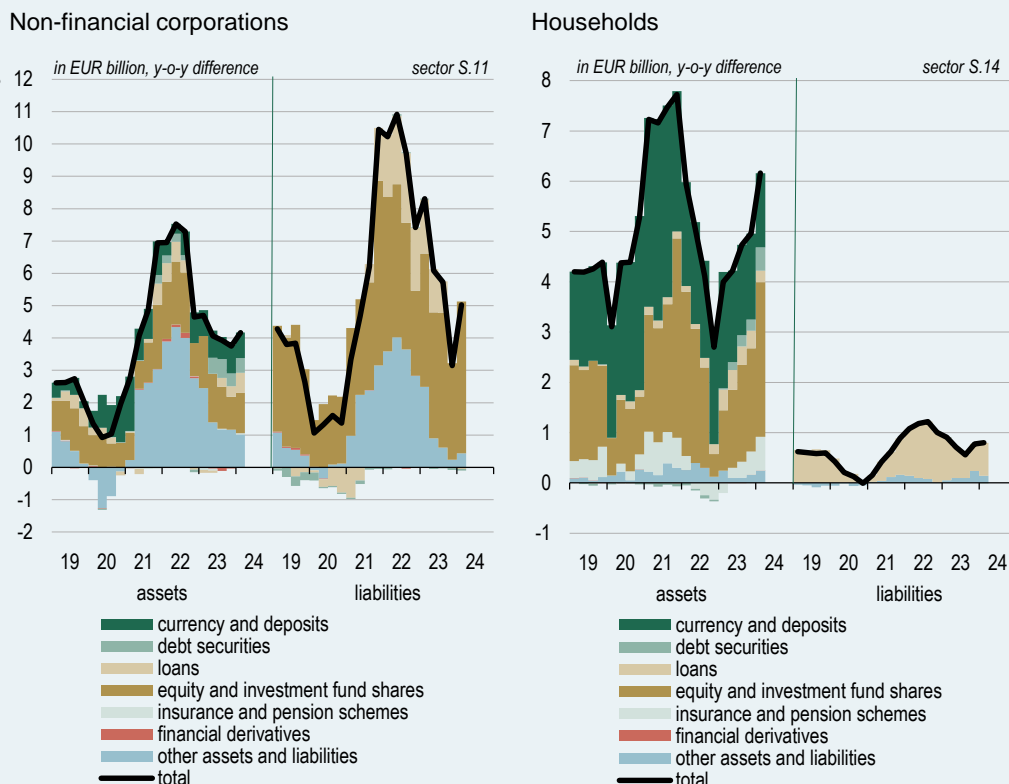 Non-financial corporations
in EUR billion, y-o-y difference sector S.11
12
11
10
9
8
7
6
5
4
3
2
1
0
-1
-2
19 20 21 22 23 24 19 20 21 22 23 24
assets liabilities
currency and deposits
debt securities
loans
equity and investment fund shares
insurance and pension schemes
financial derivatives
other assets and liabilities
total
Households
in EUR billion, y-o-y difference sector S.14
8
7
6
5
4
3
2
1
0
-1
19 20 21 22 23 24 19 20 21 22 23 24
assets liabilities
currency and deposits
debt securities
loans
equity and investment fund shares
insurance and pension schemes
financial derivatives
other assets and liabilities
total